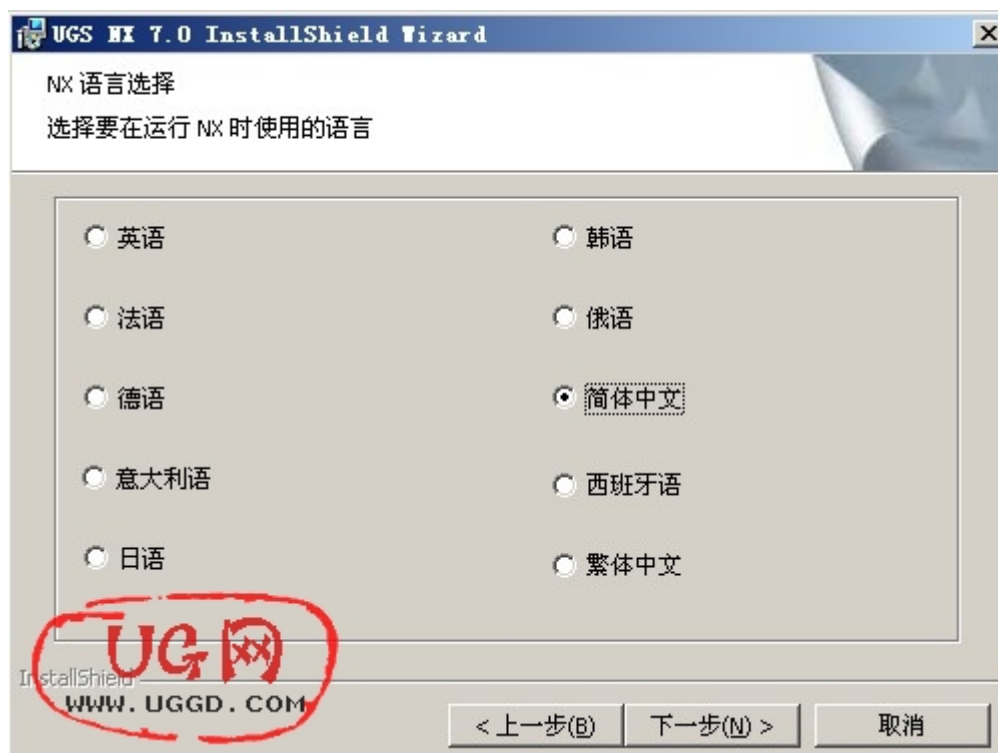 UGS NX 7.0 InstallShield Wizard
NX 语言选择
选择要在运行 NX 时使用的语言
英语
韩语
法语
俄语
德语
简体中文
意大利语
西班牙语
日语
繁体中文
UG网
InstallShield
WWW.UGGD.COM
< 上一步(B)
下一步(N) >
取消